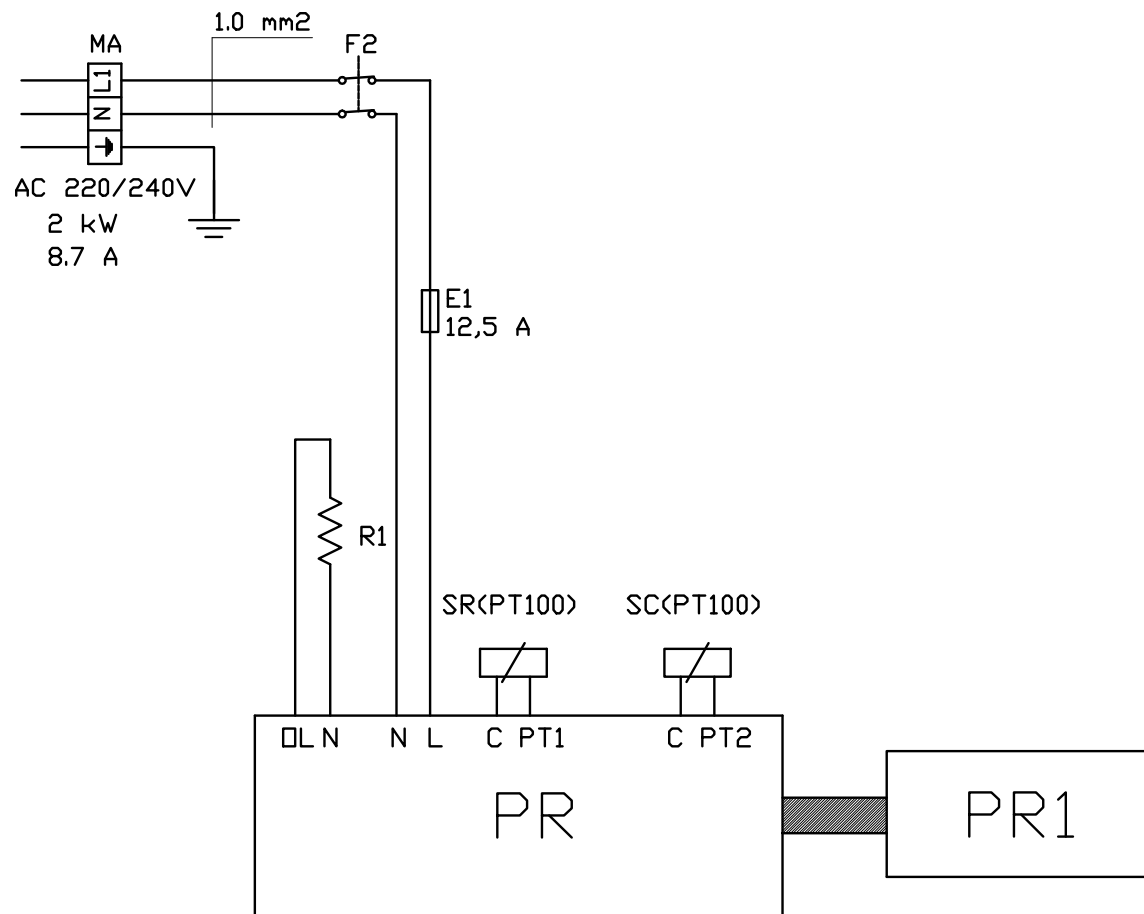 1.0 mm2
MA
F2
L1
N
AC 220/240V
2 kW
8.7 A
E1
12,5 A
R1
SR(PT100)
SC(PT100)
OL N N L C PT1 C PT2
PR
PR1